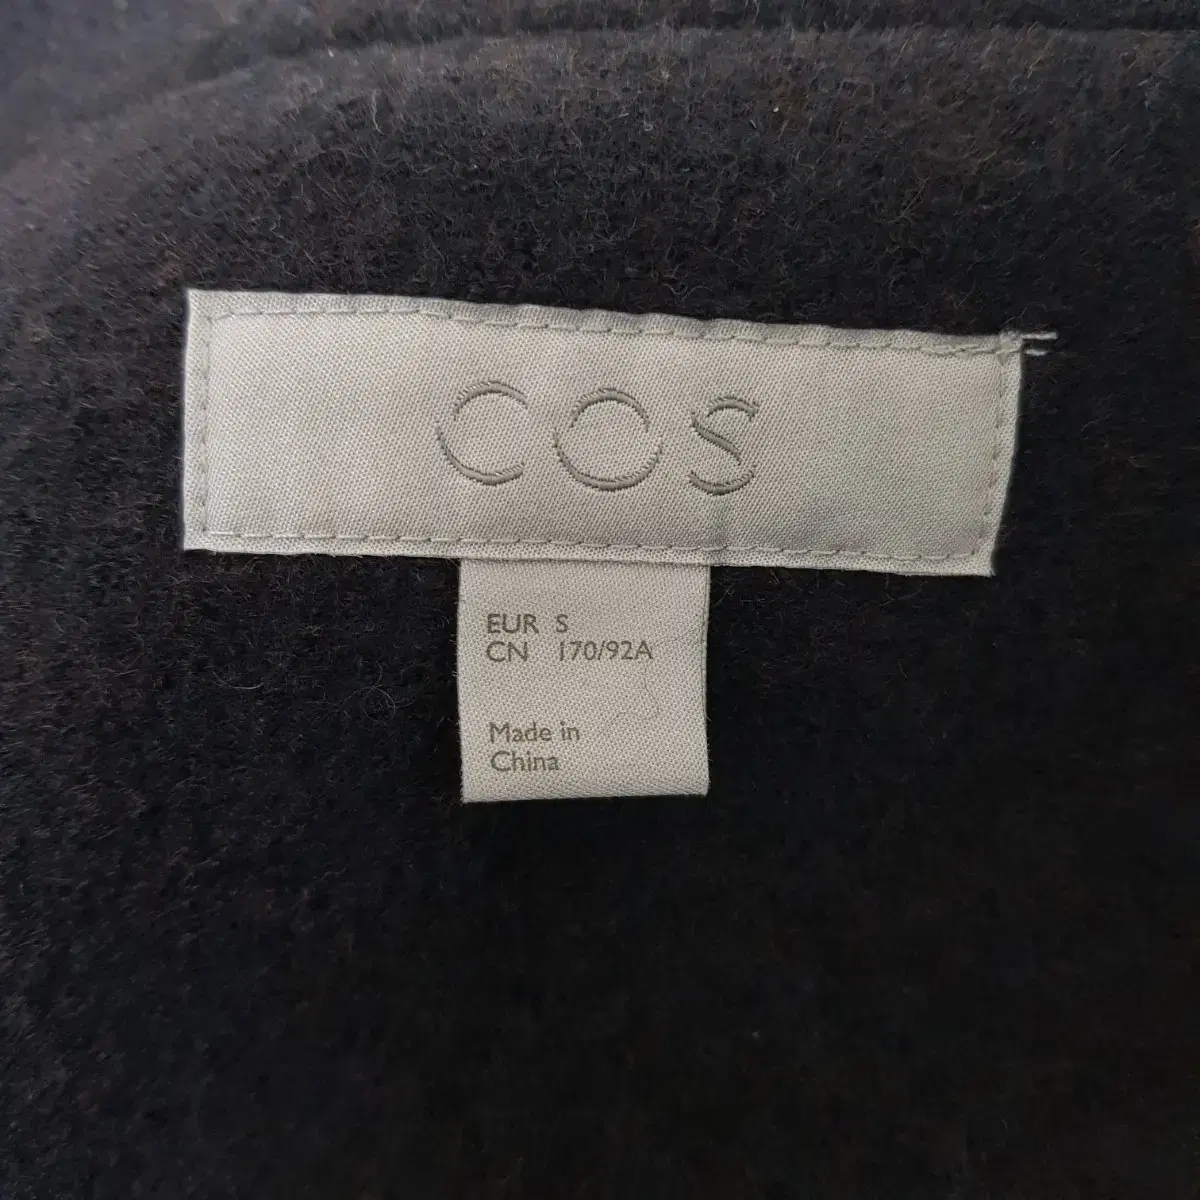 COS
EUR S
CN 170/92A
Made in
China